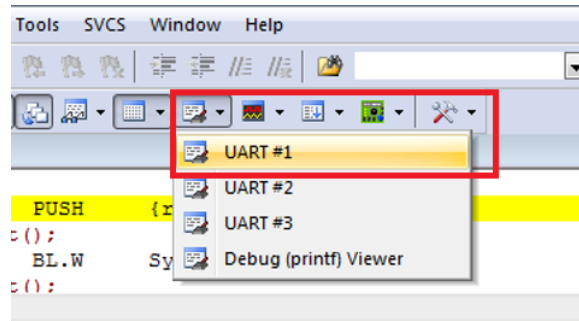 Tools SVCS Window Help
UART #1
UART #2
PUSH {r
UART #3
c();
BL.W Sy
Debug (printf) Viewer
c();